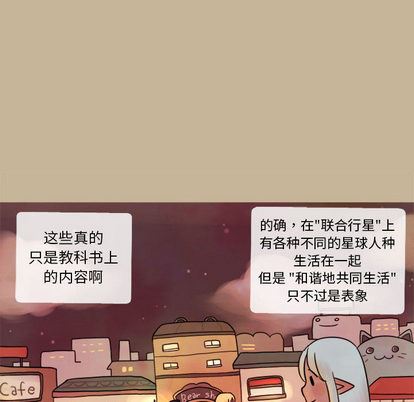 这些真的
只是教科书上
的内容啊
的确，在"联合行星"上
有各种不同的星球人种
生活在一起
但是 "和谐地共同生活"
只不过是表象
Cafe
Bear sh